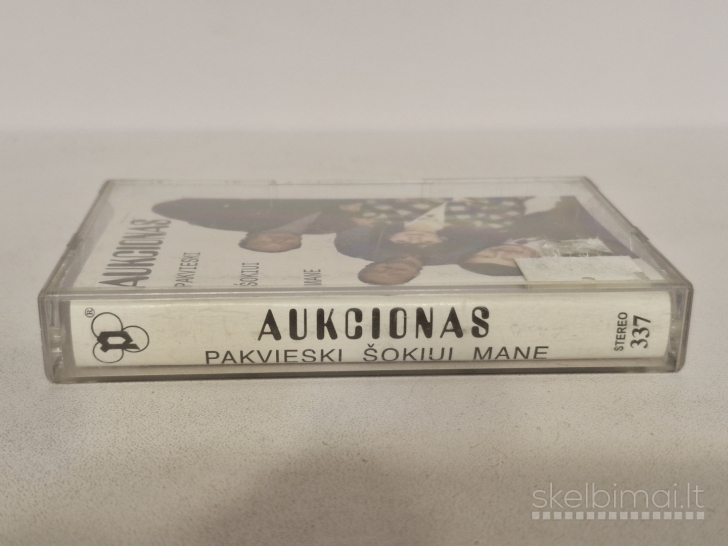 AUKCIONAS
PAKVIESKI
ŠOKIUI
MANE
®
p
AUKCIONAS
PAKVIESKI ŠOKIUI MANE
STEREO
337
skelbimai.lt